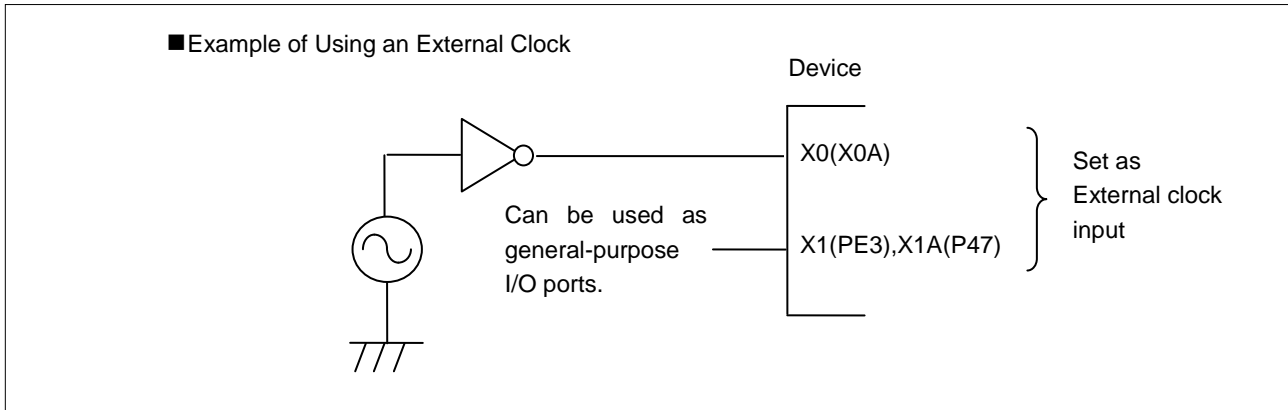 ■Example of Using an External Clock
Device
X0(X0A)
Set as
External clock
input
Can be used as
general-purpose
I/O ports.
X1(PE3),X1A(P47)